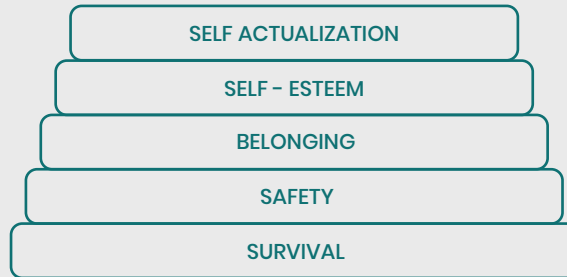 SELF ACTUALIZATION
SELF - ESTEEM
BELONGING
SAFETY
SURVIVAL